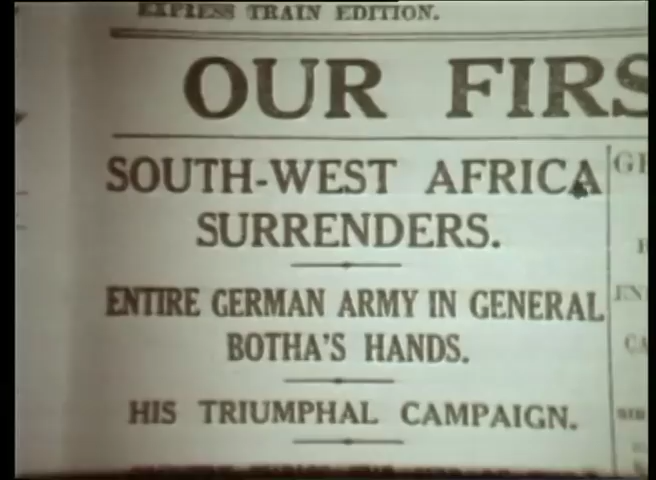 EXPRESS TRAIN EDITION.
OUR FIRS
SOUTH-WEST AFRICA
SURRENDERS.
ENTIRE GERMAN ARMY IN GENERAL
BOTHA'S HANDS.
HIS TRIUMPHAL CAMPAIGN.